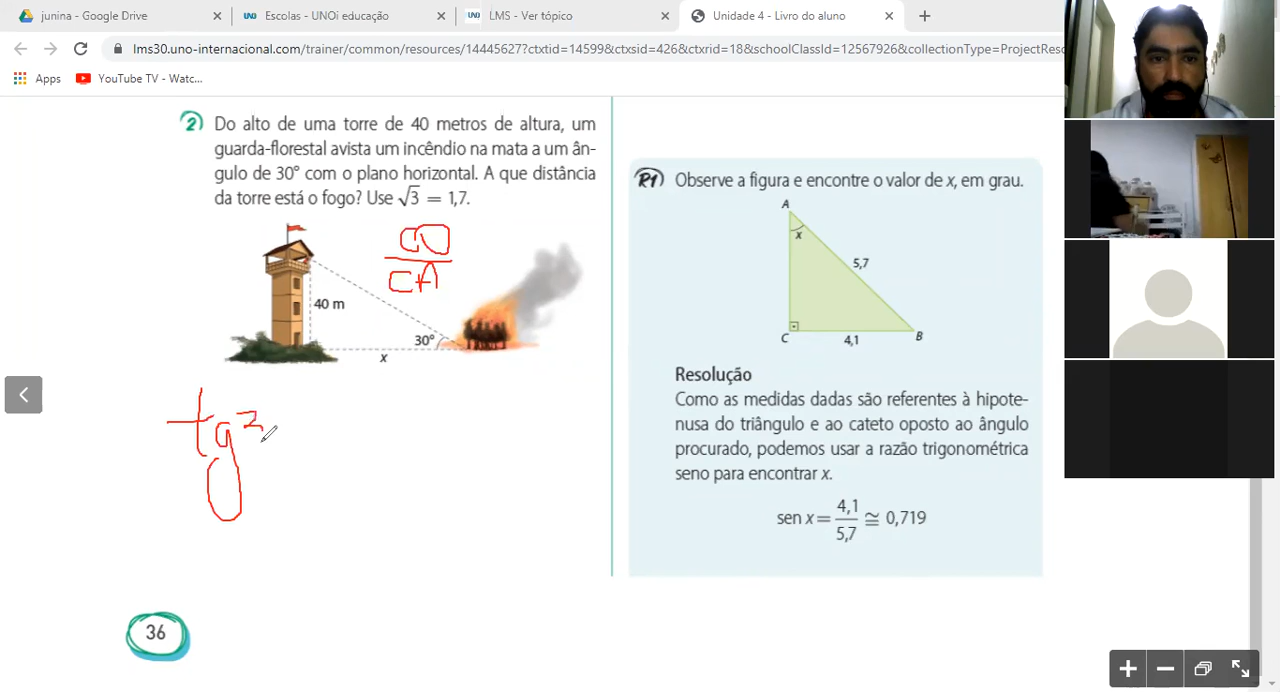 junina - Google Drive
UNO Escolas - UNOi educação
UNO LMS - Ver tópico
Unidade 4 - Livro do aluno
lms30.uno-internacional.com/trainer/common/resources/14445627?ctxtid=14599&ctxsid=426&ctxrid=18&schoolClassId=12567926&collectionType=ProjectReso
Apps
YouTube TV - Watc...
2 Do alto de uma torre de 40 metros de altura, um
guarda-florestal avista um incêndio na mata a um ân-
gulo de 30° com o plano horizontal. A que distância
da torre está o fogo? Use √3 = 1,7.
CO
CA
40 m
30°
x
tg
36
R1 Observe a figura e encontre o valor de x, em grau.
A
x
5,7
C
4,1
B
Resolução
Como as medidas dadas são referentes à hipote-
nusa do triângulo e ao cateto oposto ao ângulo
procurado, podemos usar a razão trigonométrica
seno para encontrar x.
sen x = 4,1/5,7 ≅ 0,719